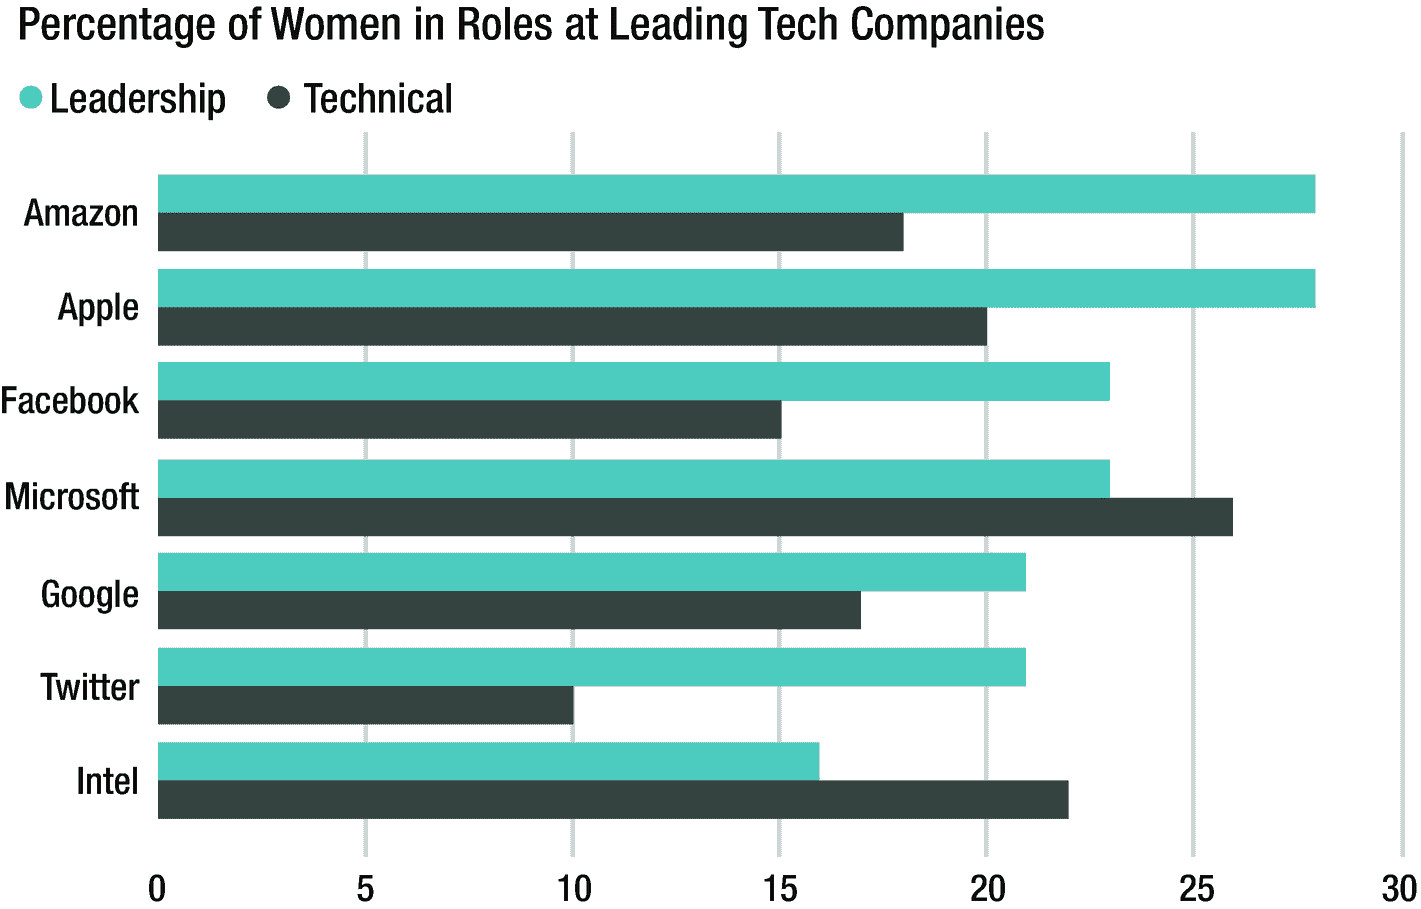 Percentage of Women in Roles at Leading Tech Companies
Leadership Technical
Amazon
Apple
Facebook
Microsoft
Google
Twitter
Intel
0 5 10 15 20 25 30